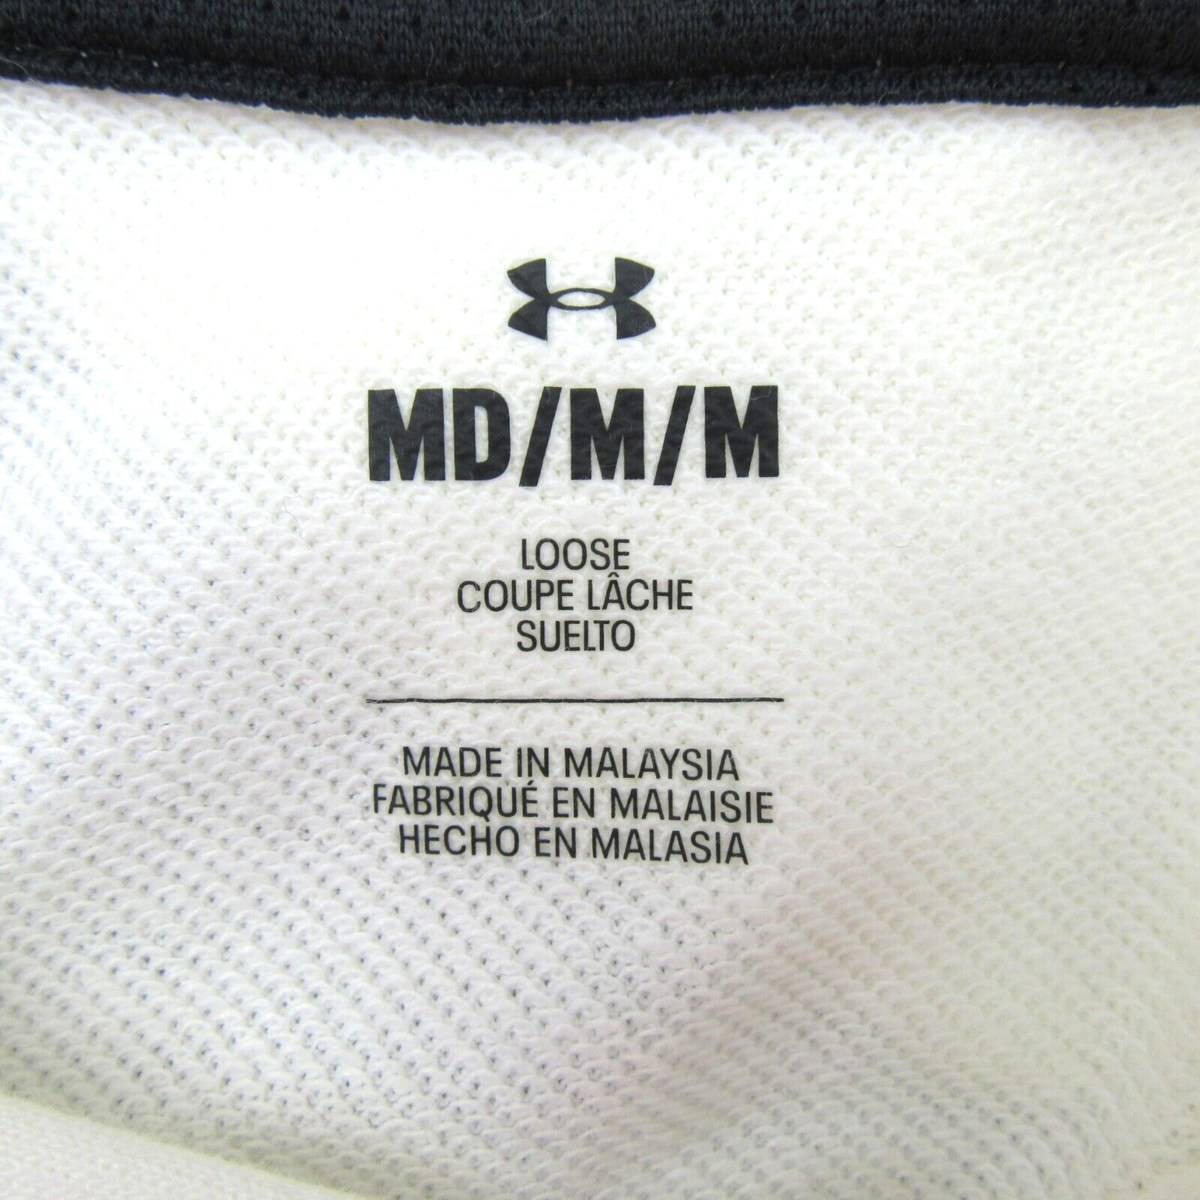 MD/M/M
LOOSE
COUPE LÂCHE
SUELTO
MADE IN MALAYSIA
FABRIQUÉ EN MALAISIE
HECHO EN MALASIA